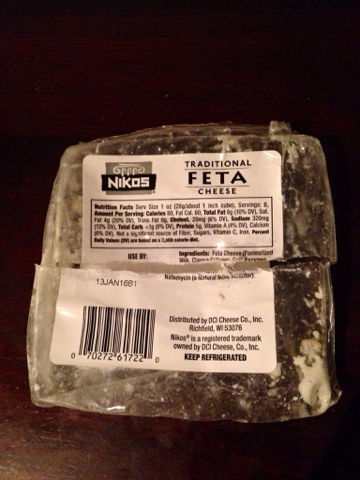 NIKOS
TRADITIONAL
FETA
CHEESE
Nutrition Facts Serv Size 1 oz (28g/about 1 inch cube), Servings: 8,
Amount Per Serving: Calories 80, Fat Cal. 60, Total Fat 6g (10% DV), Sat.
Fat 4g (20% DV), Trans Fat 0g, Cholest. 20mg (6% DV), Sodium 320mg
(13% DV), Total Carb. <1g (0% DV), Protein 5g, Vitamin A (4% DV), Calcium
(8% DV). Not a significant source of Fiber, Sugars, Vitamin C, Iron. Percent
Daily Values (DV) are based on a 2,000 calorie diet.
USE BY:
Ingredients: Feta Cheese (Pasteurized
Natamycin (a Natural
13JAN16B1
Distributed by DCI Cheese Co., Inc.
Richfield, WI 53076
Nikos® is a registered trademark
owned by DCI Cheese, Co., Inc.
KEEP REFRIGERATED
0 70272 61722 0